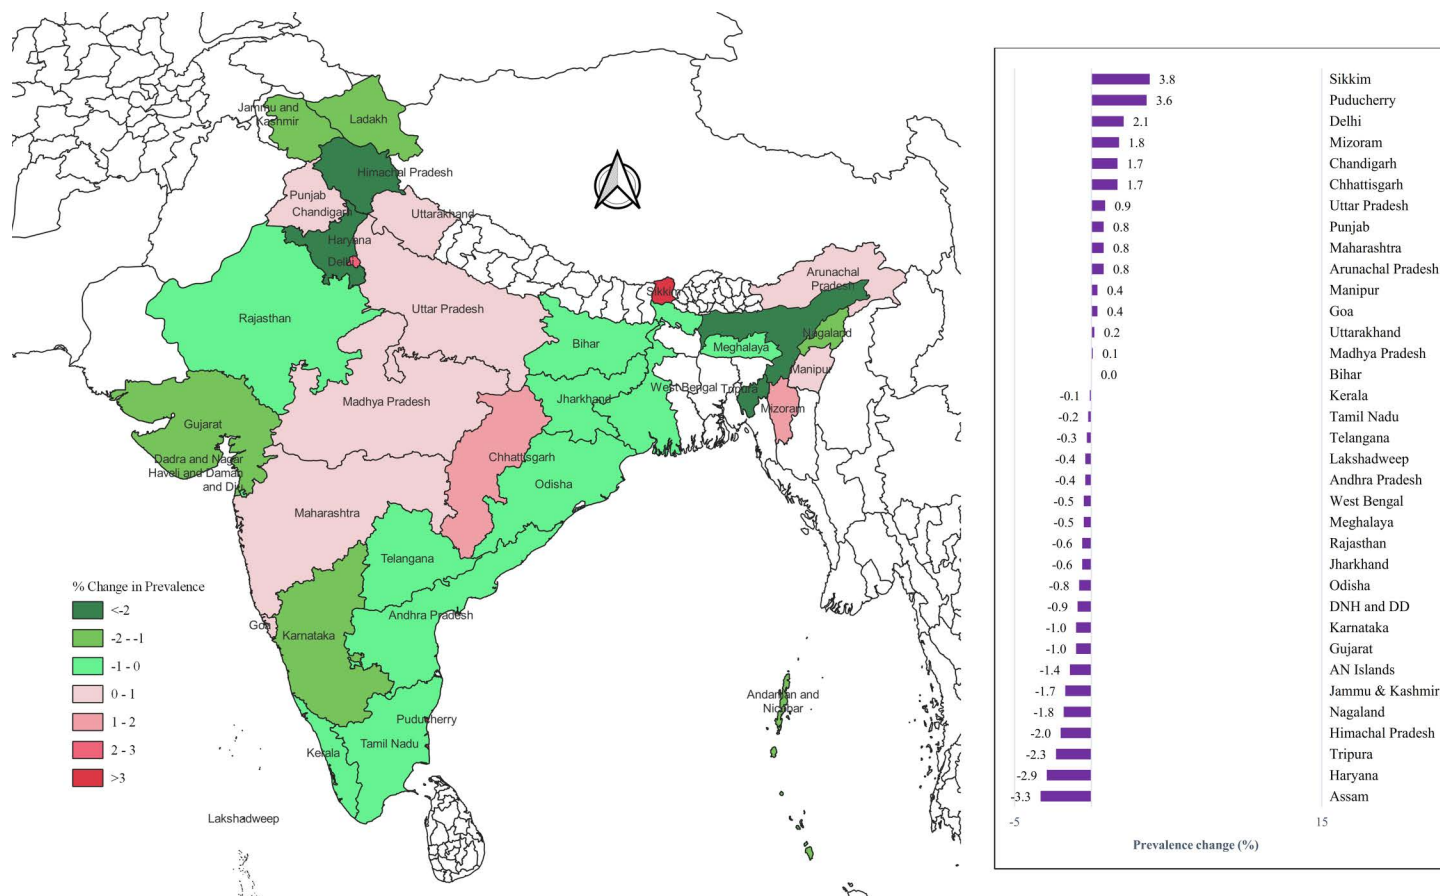 Jammu and
Kashmir
Ladakh
Himachal Pradesh
Punjab
Chandigarh
Uttarakhand
Haryana
Delhi
Rajasthan
Uttar Pradesh
Sikkim
Arunachal
Pradesh
Nagaland
Bihar
Meghalaya
Manipur
West Bengal
Tripura
Mizoram
Jharkhand
Madhya Pradesh
Gujarat
Dadra and Nagar
Haveli and Daman
and Diu
Chhattisgarh
Odisha
Maharashtra
Telangana
Andhra Pradesh
Goa
Karnataka
Andaman and
Nicobar
Puducherry
Tamil Nadu
Kerala
Lakshadweep
% Change in Prevalence
<-2
-2 - -1
-1 - 0
0 - 1
1 - 2
2 - 3
>3
3.8 Sikkim
3.6 Puducherry
2.1 Delhi
1.8 Mizoram
1.7 Chandigarh
1.7 Chhattisgarh
0.9 Uttar Pradesh
0.8 Punjab
0.8 Maharashtra
0.8 Arunachal Pradesh
0.4 Manipur
0.4 Goa
0.2 Uttarakhand
0.1 Madhya Pradesh
0.0 Bihar
-0.1 Kerala
-0.2 Tamil Nadu
-0.3 Telangana
-0.4 Lakshadweep
-0.4 Andhra Pradesh
-0.5 West Bengal
-0.5 Meghalaya
-0.6 Rajasthan
-0.6 Jharkhand
-0.8 Odisha
-0.9 DNH and DD
-1.0 Karnataka
-1.0 Gujarat
-1.4 AN Islands
-1.7 Jammu & Kashmir
-1.8 Nagaland
-2.0 Himachal Pradesh
-2.3 Tripura
-2.9 Haryana
-3.3 Assam
-5 15
Prevalence change (%)